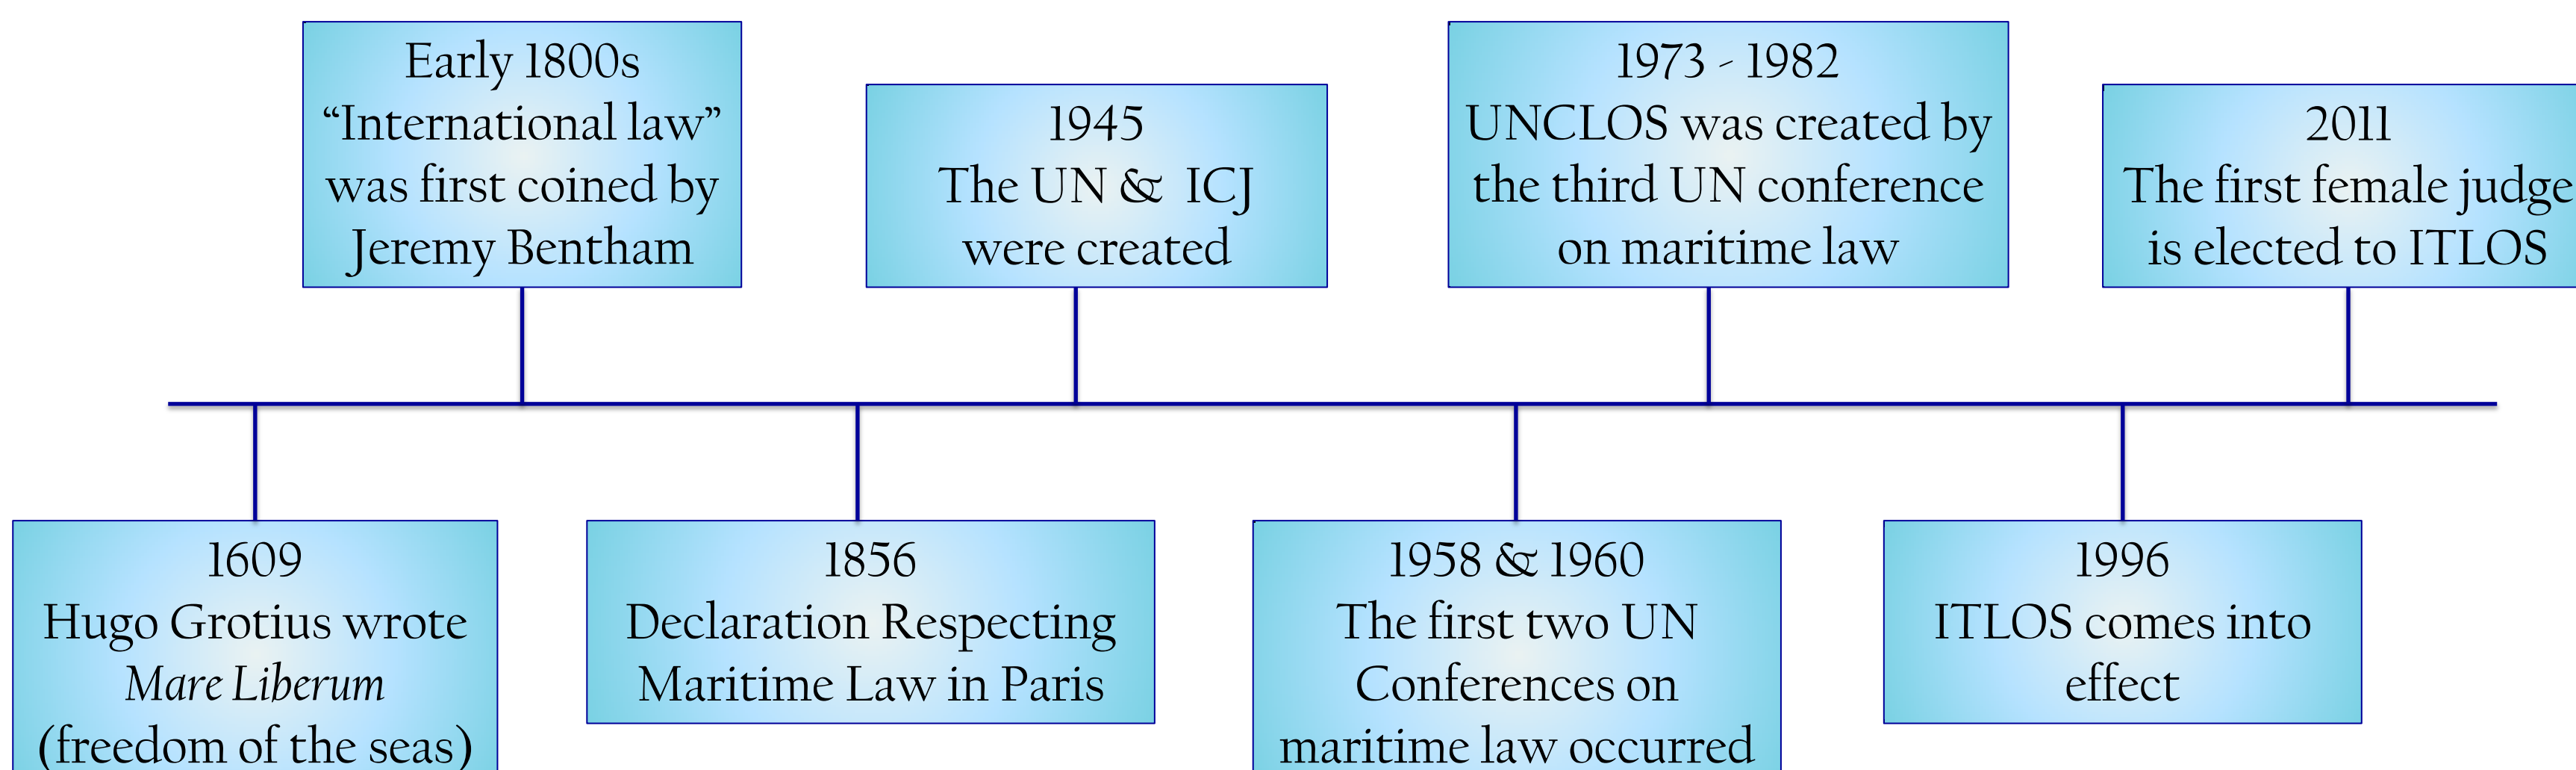 Early 1800s
“International law”
was first coined by
Jeremy Bentham
1945
The UN & ICJ
were created
1973 - 1982
UNCLOS was created by
the third UN conference
on maritime law
2011
The first female judge
is elected to ITLOS
1609
Hugo Grotius wrote
Mare Liberum
(freedom of the seas)
1856
Declaration Respecting
Maritime Law in Paris
1958 & 1960
The first two UN
Conferences on
maritime law occurred
1996
ITLOS comes into
effect